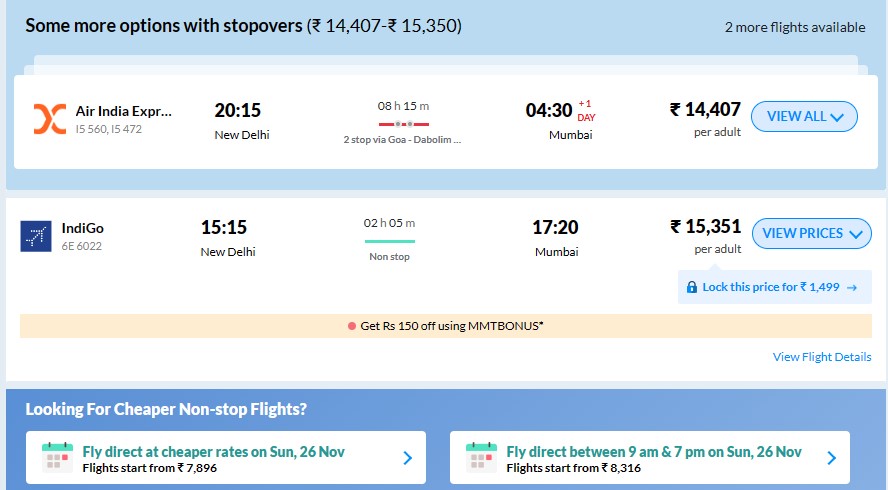 Some more options with stopovers (₹ 14,407-₹ 15,350)
2 more flights available
Air India Expr...
I5 560, I5 472
20:15
New Delhi
08 h 15 m
2 stop via Goa - Dabolim ...
04:30 +1 DAY
Mumbai
₹ 14,407
per adult
VIEW ALL
IndiGo
6E 6022
15:15
New Delhi
02 h 05 m
Non stop
17:20
Mumbai
₹ 15,351
per adult
VIEW PRICES
Lock this price for ₹ 1,499 →
Get Rs 150 off using MMTBONUS*
View Flight Details
Looking For Cheaper Non-stop Flights?
Fly direct at cheaper rates on Sun, 26 Nov
Flights start from ₹ 7,896
Fly direct between 9 am & 7 pm on Sun, 26 Nov
Flights start from ₹ 8,316